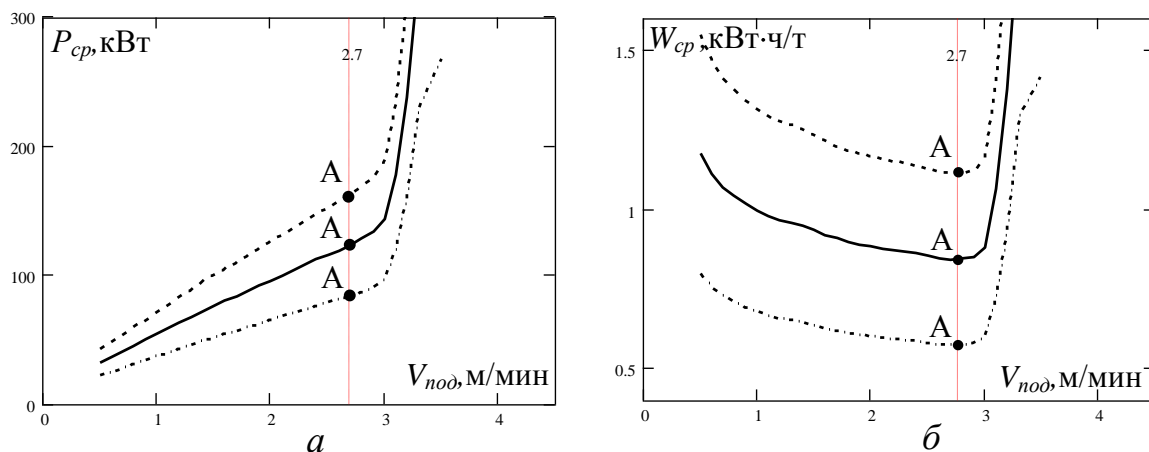 300
P_ср, кВт
2.7
200
А
А
А
100
V_под, м/мин
0
0 1 2 3 4
а
1.5
W_ср, кВт·ч/т
2.7
А
1
А
А
0.5
V_под, м/мин
0 1 2 3 4
б